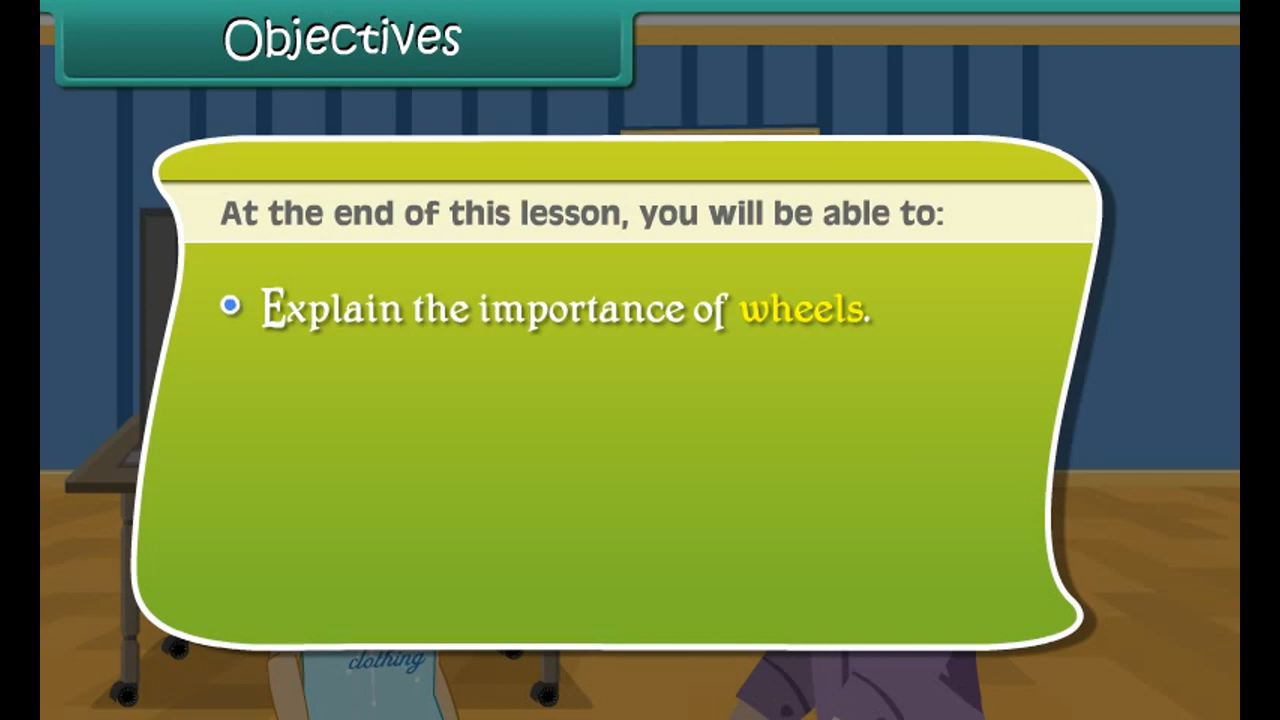 Objectives
At the end of this lesson, you will be able to:
Explain the importance of wheels.
clothing